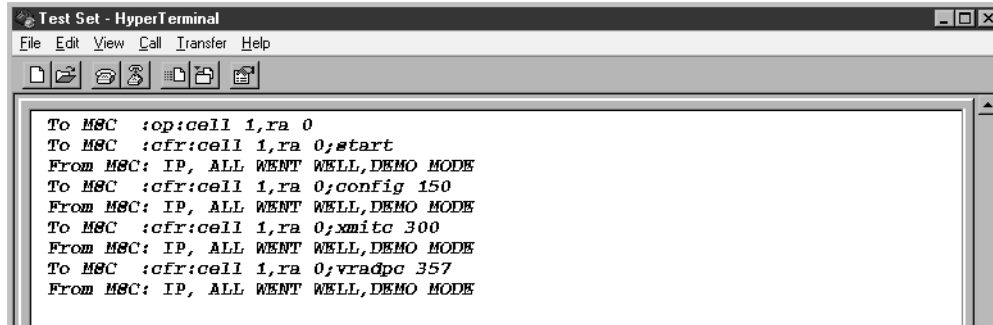 Test Set - HyperTerminal
File Edit View Call Transfer Help
To MSC :op:cell 1,ra 0
To MSC :cfr:cell 1,ra 0;start
From MSC: IP, ALL WENT WELL,DEMO MODE
To MSC :cfr:cell 1,ra 0;config 150
From MSC: IP, ALL WENT WELL,DEMO MODE
To MSC :cfr:cell 1,ra 0;xmitc 300
From MSC: IP, ALL WENT WELL,DEMO MODE
To MSC :cfr:cell 1,ra 0;vradpc 357
From MSC: IP, ALL WENT WELL,DEMO MODE